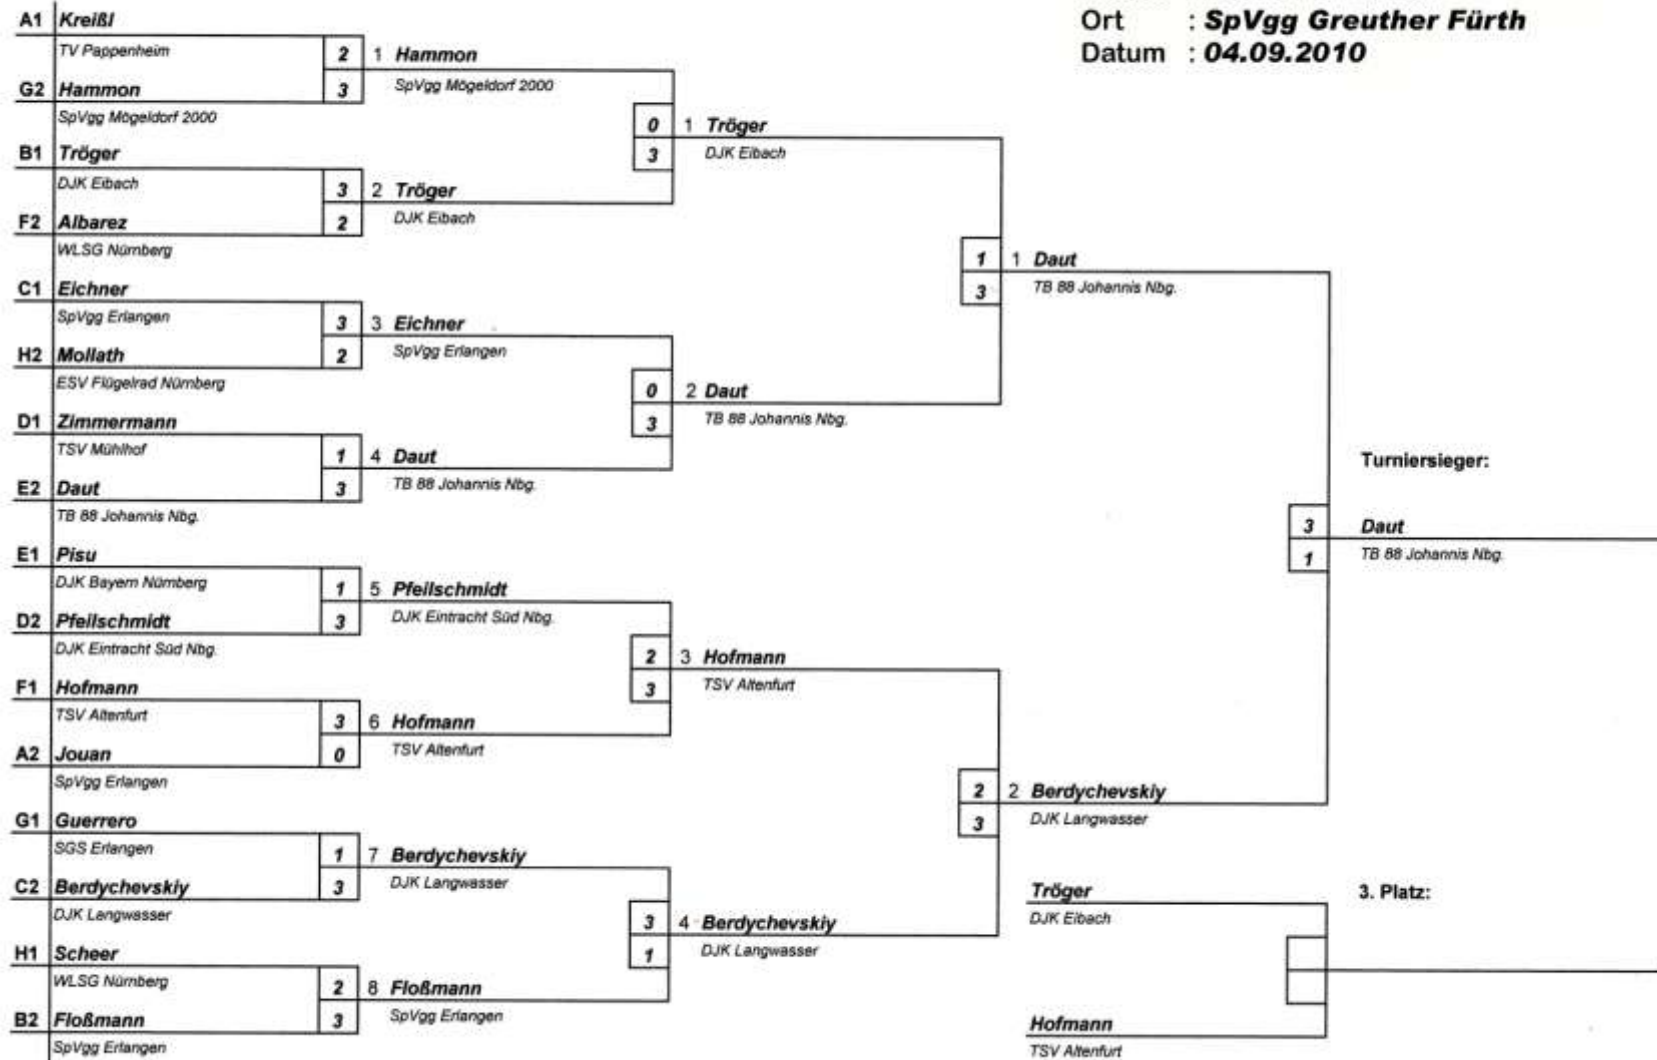 Ort : SpVgg Greuther Fürth
Datum : 04.09.2010
A1 Kreißl
TV Pappenheim
2 1 Hammon
G2 Hammon
3 SpVgg Mögeldorf 2000
SpVgg Mögeldorf 2000
0 1 Tröger
B1 Tröger
3 DJK Eibach
DJK Eibach
3 2 Tröger
F2 Albarez
2 DJK Eibach
WLSG Nürnberg
1 1 Daut
C1 Eichner
3 TB 88 Johannis Nbg.
SpVgg Erlangen
3 3 Eichner
H2 Mollath
2 SpVgg Erlangen
ESV Flügelrad Nürnberg
0 2 Daut
D1 Zimmermann
3 TB 88 Johannis Nbg.
TSV Mühlhof
1 4 Daut
Turniersieger:
E2 Daut
3 TB 88 Johannis Nbg.
TB 88 Johannis Nbg.
3 Daut
E1 Pisu
1 TB 88 Johannis Nbg.
DJK Bayern Nürnberg
1 5 Pfeilschmidt
D2 Pfeilschmidt
3 DJK Eintracht Süd Nbg.
DJK Eintracht Süd Nbg.
2 3 Hofmann
F1 Hofmann
3 TSV Altenfurt
TSV Altenfurt
3 6 Hofmann
A2 Jouan
0 TSV Altenfurt
SpVgg Erlangen
2 2 Berdychevskiy
G1 Guerrero
3 DJK Langwasser
SGS Erlangen
1 7 Berdychevskiy
C2 Berdychevskiy
3 DJK Langwasser
Tröger
3. Platz:
DJK Langwasser
DJK Eibach
3 4 Berdychevskiy
H1 Scheer
1 DJK Langwasser
WLSG Nürnberg
2 8 Floßmann
B2 Floßmann
3 SpVgg Erlangen
Hofmann
SpVgg Erlangen
TSV Altenfurt